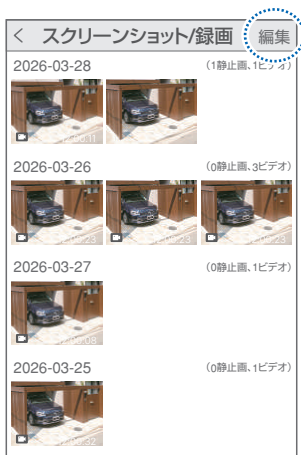 < スクリーンショット/録画 編集
2026-03-28 (1静止画、1ビデオ)
2026-03-26 (0静止画、3ビデオ)
2026-03-27 (0静止画、1ビデオ)
2026-03-25 (0静止画、1ビデオ)